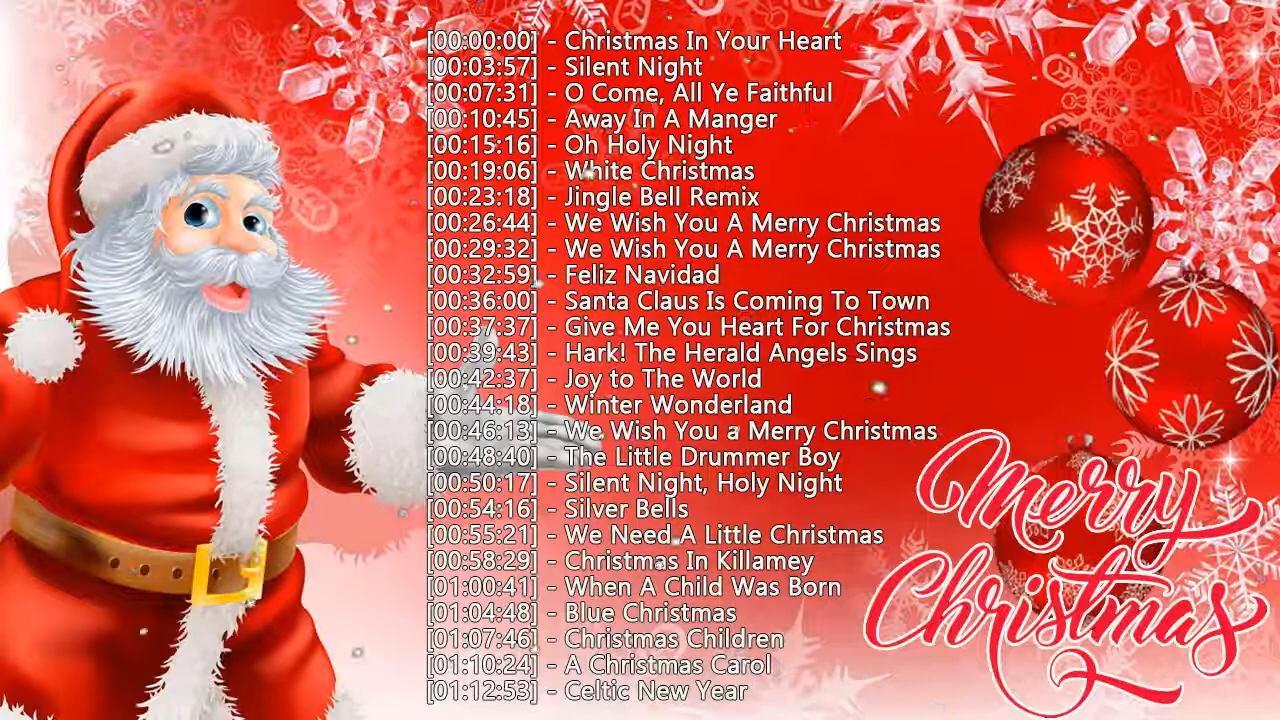 [00:00:00] - Christmas In Your Heart
[00:03:57] - Silent Night
[00:07:31] - O Come, All Ye Faithful
[00:10:45] - Away In A Manger
[00:15:16] - Oh Holy Night
[00:19:06] - White Christmas
[00:23:18] - Jingle Bell Remix
[00:26:44] - We Wish You A Merry Christmas
[00:29:32] - We Wish You A Merry Christmas
[00:32:59] - Feliz Navidad
[00:36:00] - Santa Claus Is Coming To Town
[00:37:37] - Give Me You Heart For Christmas
[00:39:43] - Hark! The Herald Angels Sings
[00:42:37] - Joy to The World
[00:44:18] - Winter Wonderland
[00:46:13] - We Wish You a Merry Christmas
[00:48:40] - The Little Drummer Boy
[00:50:17] - Silent Night, Holy Night
[00:54:16] - Silver Bells
[00:55:21] - We Need A Little Christmas
[00:58:29] - Christmas In Killamey
[01:00:41] - When A Child Was Born
[01:04:48] - Blue Christmas
[01:07:46] - Christmas Children
[01:10:24] - A Christmas Carol
[01:12:53] - Celtic New Year
Merry
Christmas